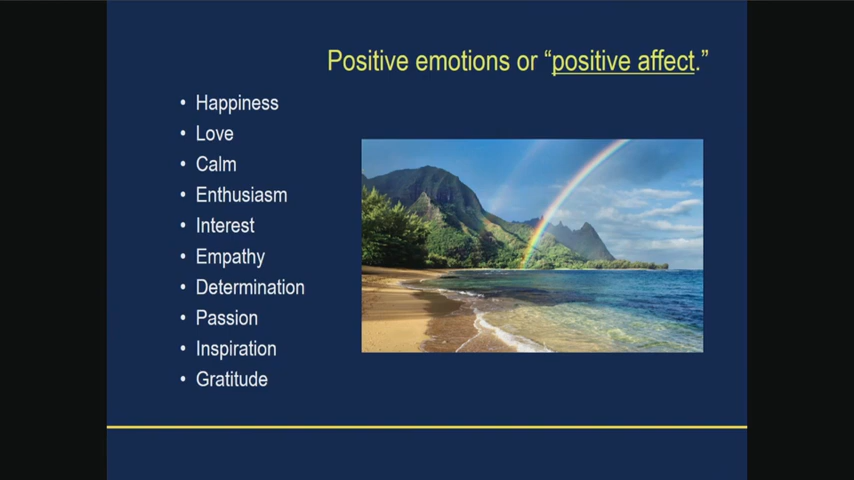 Positive emotions or “positive affect.”
• Happiness
• Love
• Calm
• Enthusiasm
• Interest
• Empathy
• Determination
• Passion
• Inspiration
• Gratitude